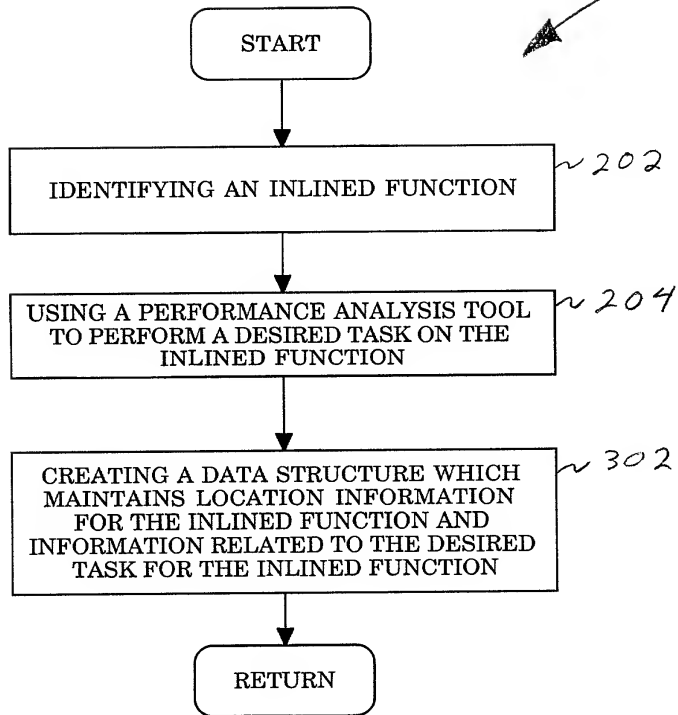 START
IDENTIFYING AN INLINED FUNCTION
202
USING A PERFORMANCE ANALYSIS TOOL
TO PERFORM A DESIRED TASK ON THE
INLINED FUNCTION
204
CREATING A DATA STRUCTURE WHICH
MAINTAINS LOCATION INFORMATION
FOR THE INLINED FUNCTION AND
INFORMATION RELATED TO THE DESIRED
TASK FOR THE INLINED FUNCTION
302
RETURN